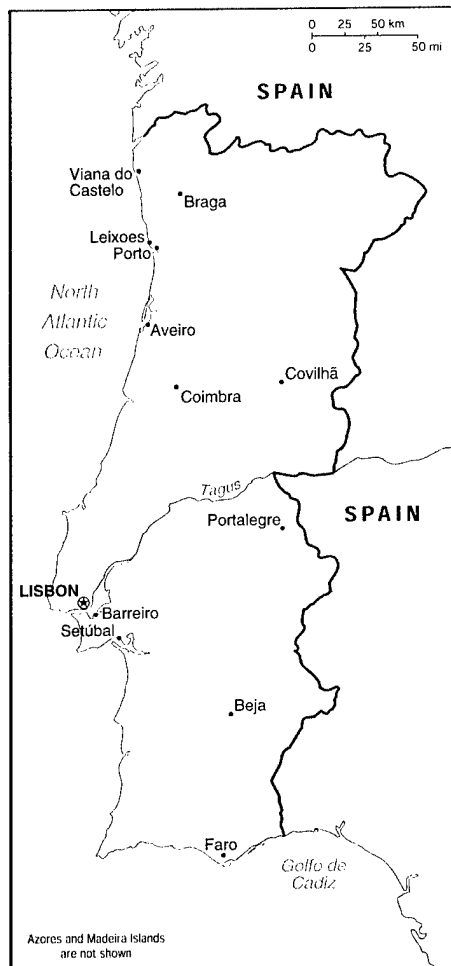 0 25 50 km
0 25 50 mi
SPAIN
Viana do
Castelo
Braga
Leixoes
Porto
North
Atlantic
Ocean
Aveiro
Covilhã
Coimbra
Tagus
Portalegre
SPAIN
LISBON
Barreiro
Setúbal
Beja
Faro
Golfo de
Cadiz
Azores and Madeira Islands
are not shown